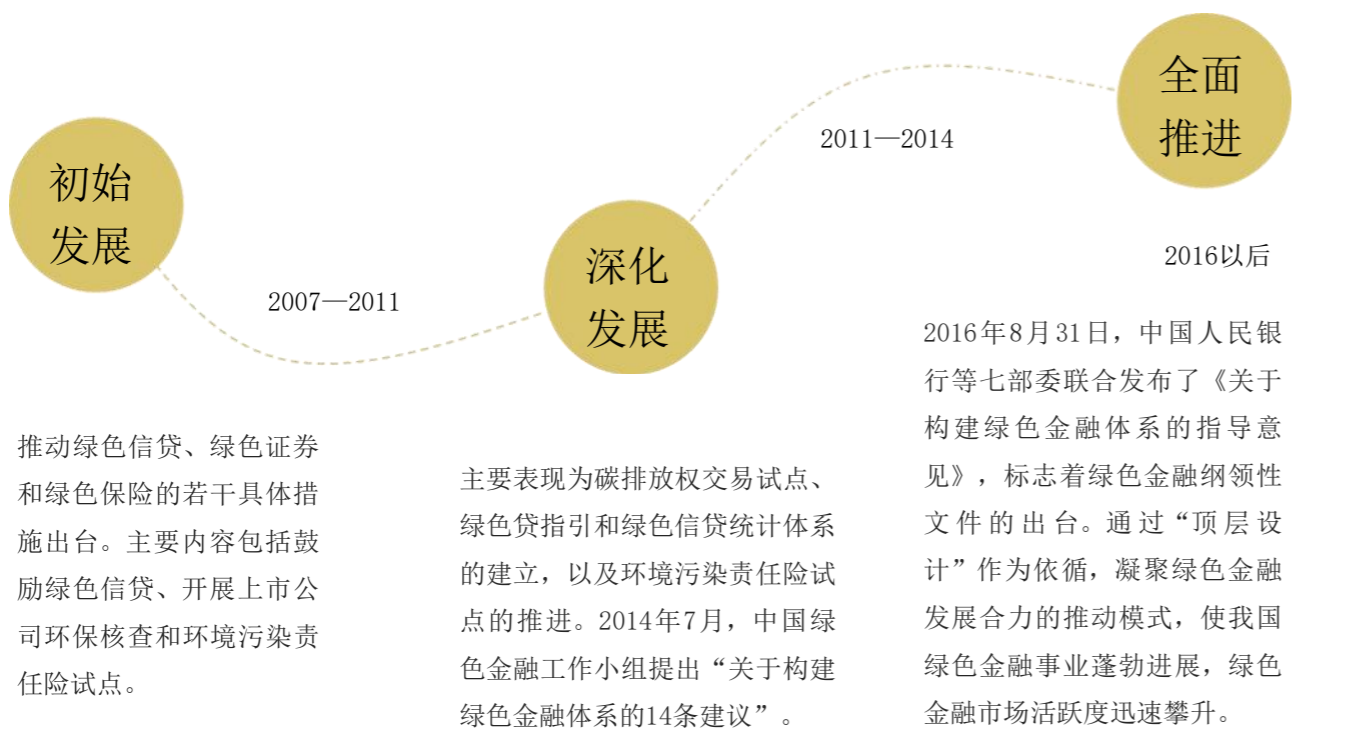 初始
发展
2007—2011
推动绿色信贷、绿色证券
和绿色保险的若干具体措
施出台。主要内容包括鼓
励绿色信贷、开展上市公
司环保核查和环境污染责
任险试点。
深化
发展
2011—2014
主要表现为碳排放权交易试点、
绿色贷指引和绿色信贷统计体系
的建立，以及环境污染责任险试
点的推进。2014年7月，中国绿
色金融工作小组提出“关于构建
绿色金融体系的14条建议”。
全面
推进
2016以后
2016年8月31日，中国人民银
行等七部委联合发布了《关于
构建绿色金融体系的指导意
见》，标志着绿色金融纲领性
文件的出台。通过“顶层设
计”作为依循，凝聚绿色金融
发展合力的推动模式，使我国
绿色金融事业蓬勃进展，绿色
金融市场活跃度迅速攀升。